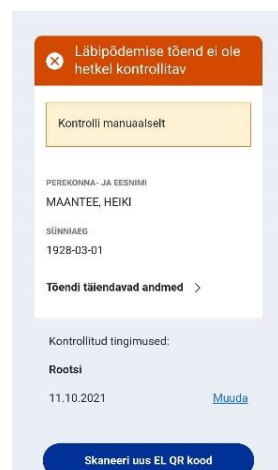 Läbipõdemise tõend ei ole
hetkel kontrollitav
Kontrolli manuaalselt
PEREKONNA- JA EESNIMI
MAANTEE, HEIKI
SÜNNIAEG
1928-03-01
Tõendi täiendavad andmed >
Kontrollitud tingimused:
Rootsi
11.10.2021 Muuda
Skaneeri uus EL QR kood